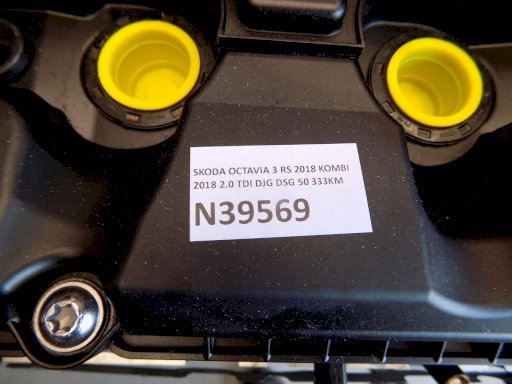 SKODA OCTAVIA 3 RS 2018 KOMBI
2018 2.0 TDI DJG DSG 50 333KM
N39569